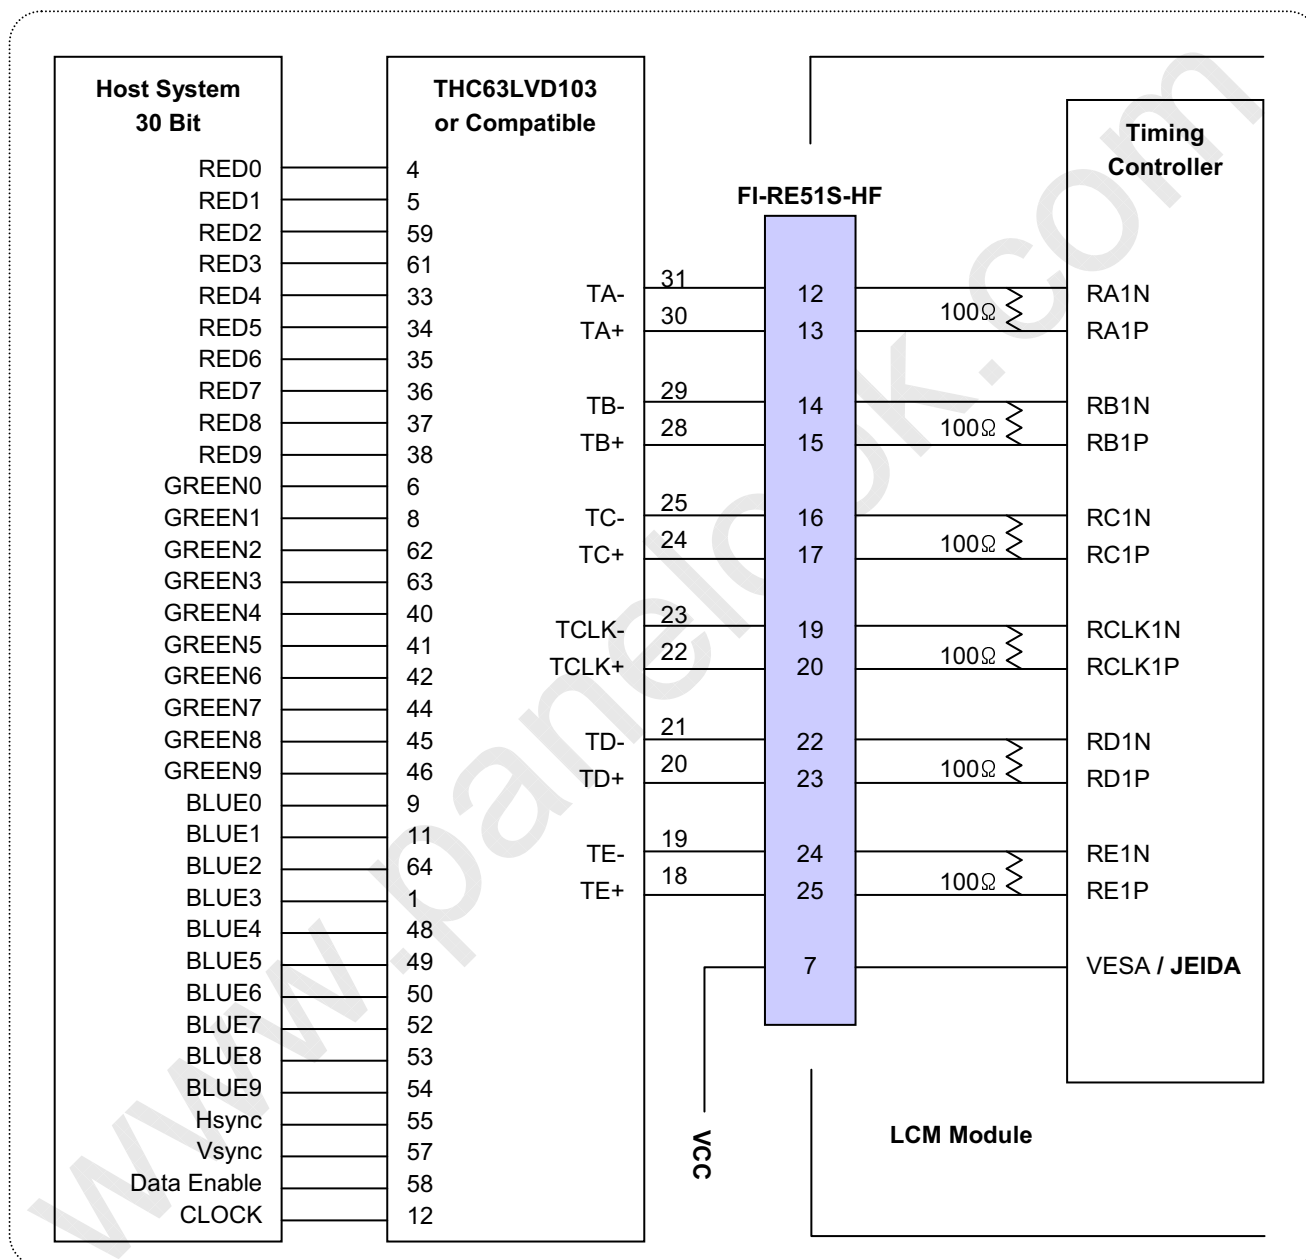 Host System
30 Bit
RED0
RED1
RED2
RED3
RED4
RED5
RED6
RED7
RED8
RED9
GREEN0
GREEN1
GREEN2
GREEN3
GREEN4
GREEN5
GREEN6
GREEN7
GREEN8
GREEN9
BLUE0
BLUE1
BLUE2
BLUE3
BLUE4
BLUE5
BLUE6
BLUE7
BLUE8
BLUE9
Hsync
Vsync
Data Enable
CLOCK
THC63LVD103
or Compatible
4
5
59
61
33
34
35
36
37
38
6
8
62
63
40
41
42
44
45
46
9
11
64
1
48
49
50
52
53
54
55
57
58
12
TA- 31
TA+ 30
TB- 29
TB+ 28
TC- 25
TC+ 24
TCLK- 23
TCLK+ 22
TD- 21
TD+ 20
TE- 19
TE+ 18
FI-RE51S-HF
12
13
14
15
16
17
19
20
22
23
24
25
7
100Ω
100Ω
100Ω
100Ω
100Ω
100Ω
Timing
Controller
RA1N
RA1P
RB1N
RB1P
RC1N
RC1P
RCLK1N
RCLK1P
RD1N
RD1P
RE1N
RE1P
VESA / JEIDA
VCC
LCM Module
www.panelook.com